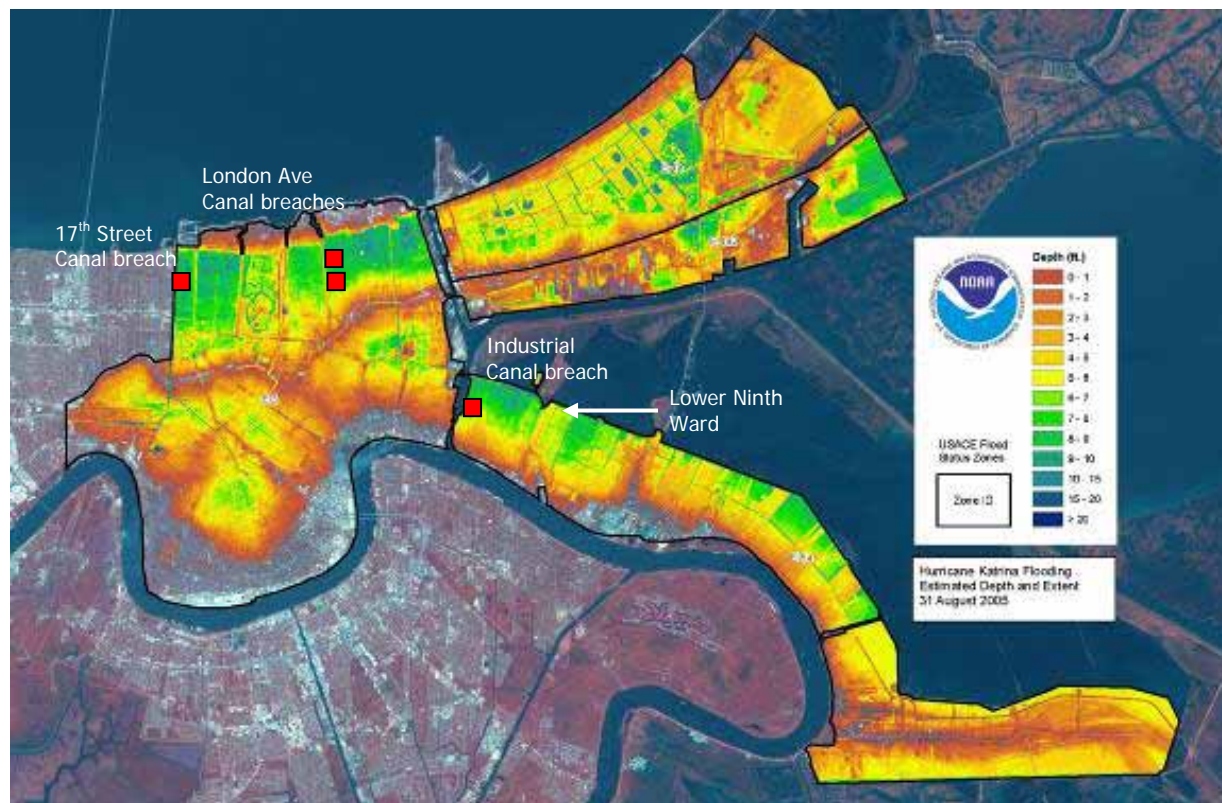 London Ave
Canal breaches
17th Street
Canal breach
Industrial
Canal breach
Lower Ninth
Ward
NOAA
Depth (ft.)
0 - 1
1 - 2
2 - 3
3 - 4
4 - 5
5 - 6
6 - 7
7 - 8
8 - 9
9 - 10
10 - 15
15 - 20
> 20
USACE Flood
Status Zones
Zone ID
Hurricane Katrina Flooding
Estimated Depth and Extent
31 August 2005